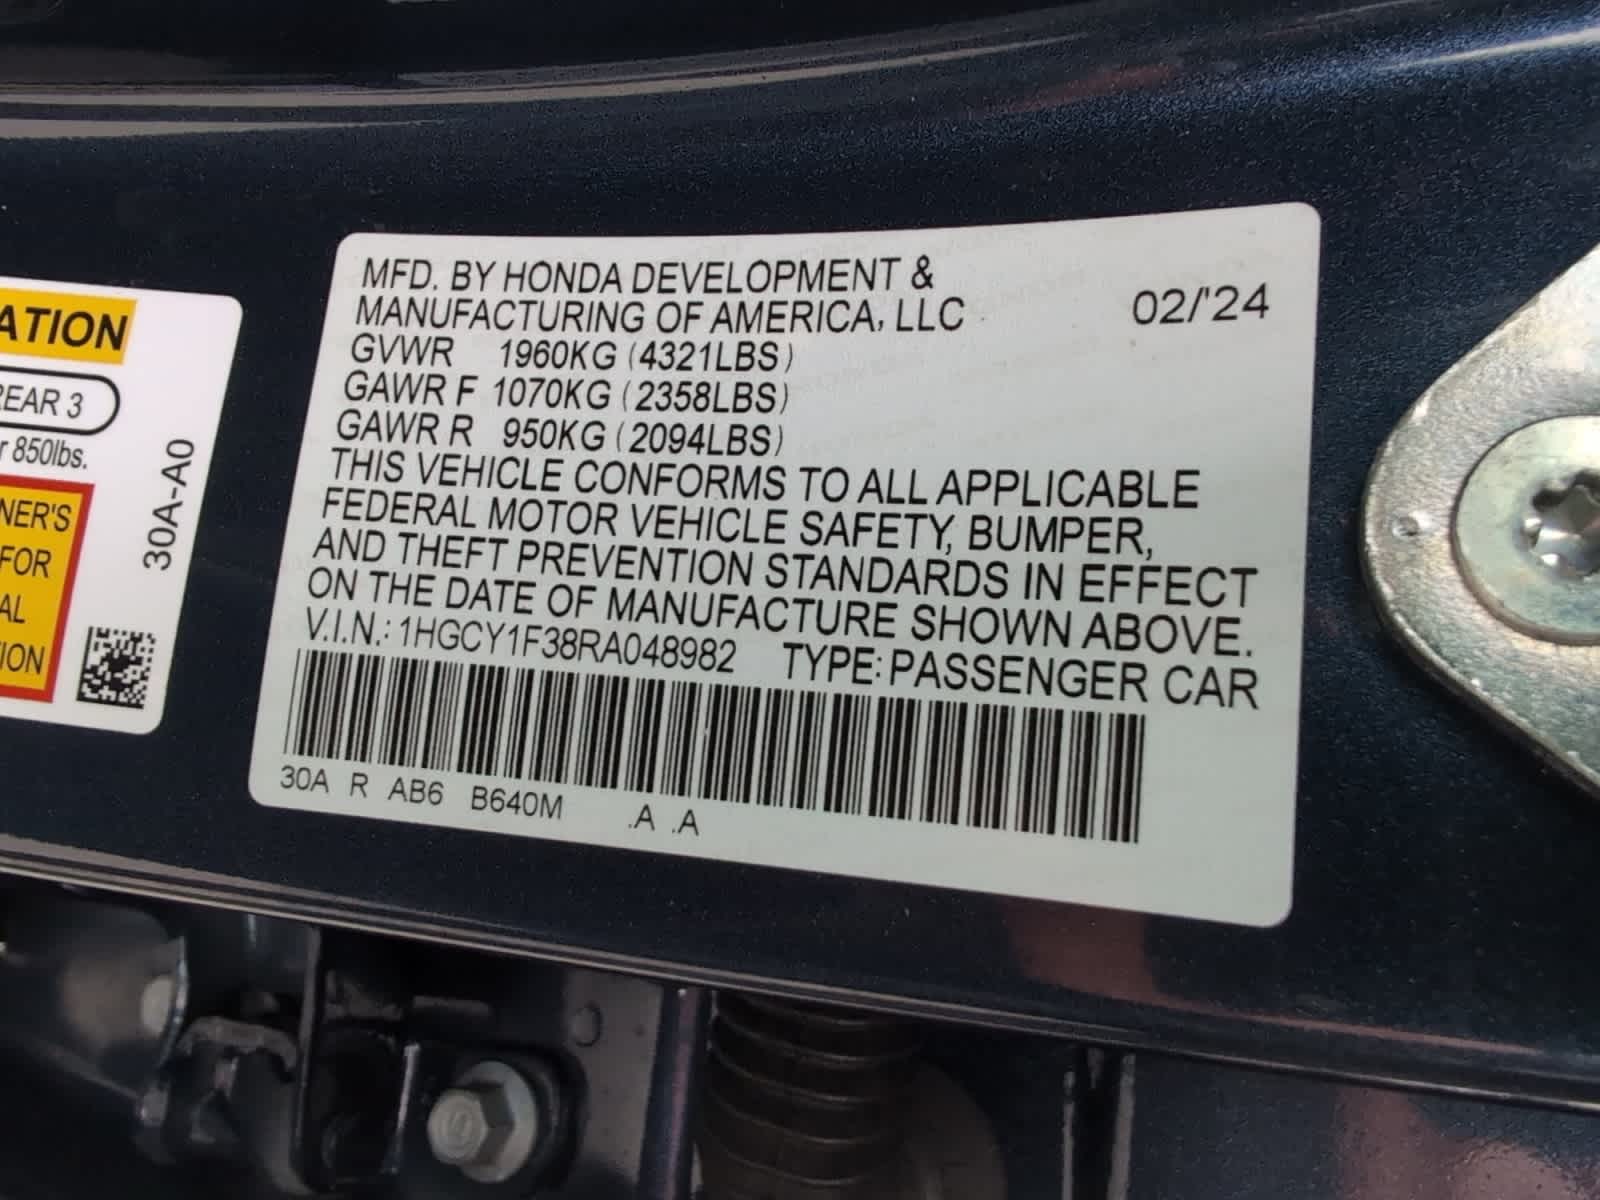 ATION
REAR 3
r 850lbs.
NER'S
FOR
AL
ION
30A-A0
MFD. BY HONDA DEVELOPMENT &
MANUFACTURING OF AMERICA, LLC 02/'24
GVWR 1960KG (4321LBS)
GAWR F 1070KG (2358LBS)
GAWR R 950KG (2094LBS)
THIS VEHICLE CONFORMS TO ALL APPLICABLE
FEDERAL MOTOR VEHICLE SAFETY, BUMPER,
AND THEFT PREVENTION STANDARDS IN EFFECT
ON THE DATE OF MANUFACTURE SHOWN ABOVE.
V.I.N.: 1HGCY1F38RA048982 TYPE: PASSENGER CAR
30A R AB6 B640M .A .A